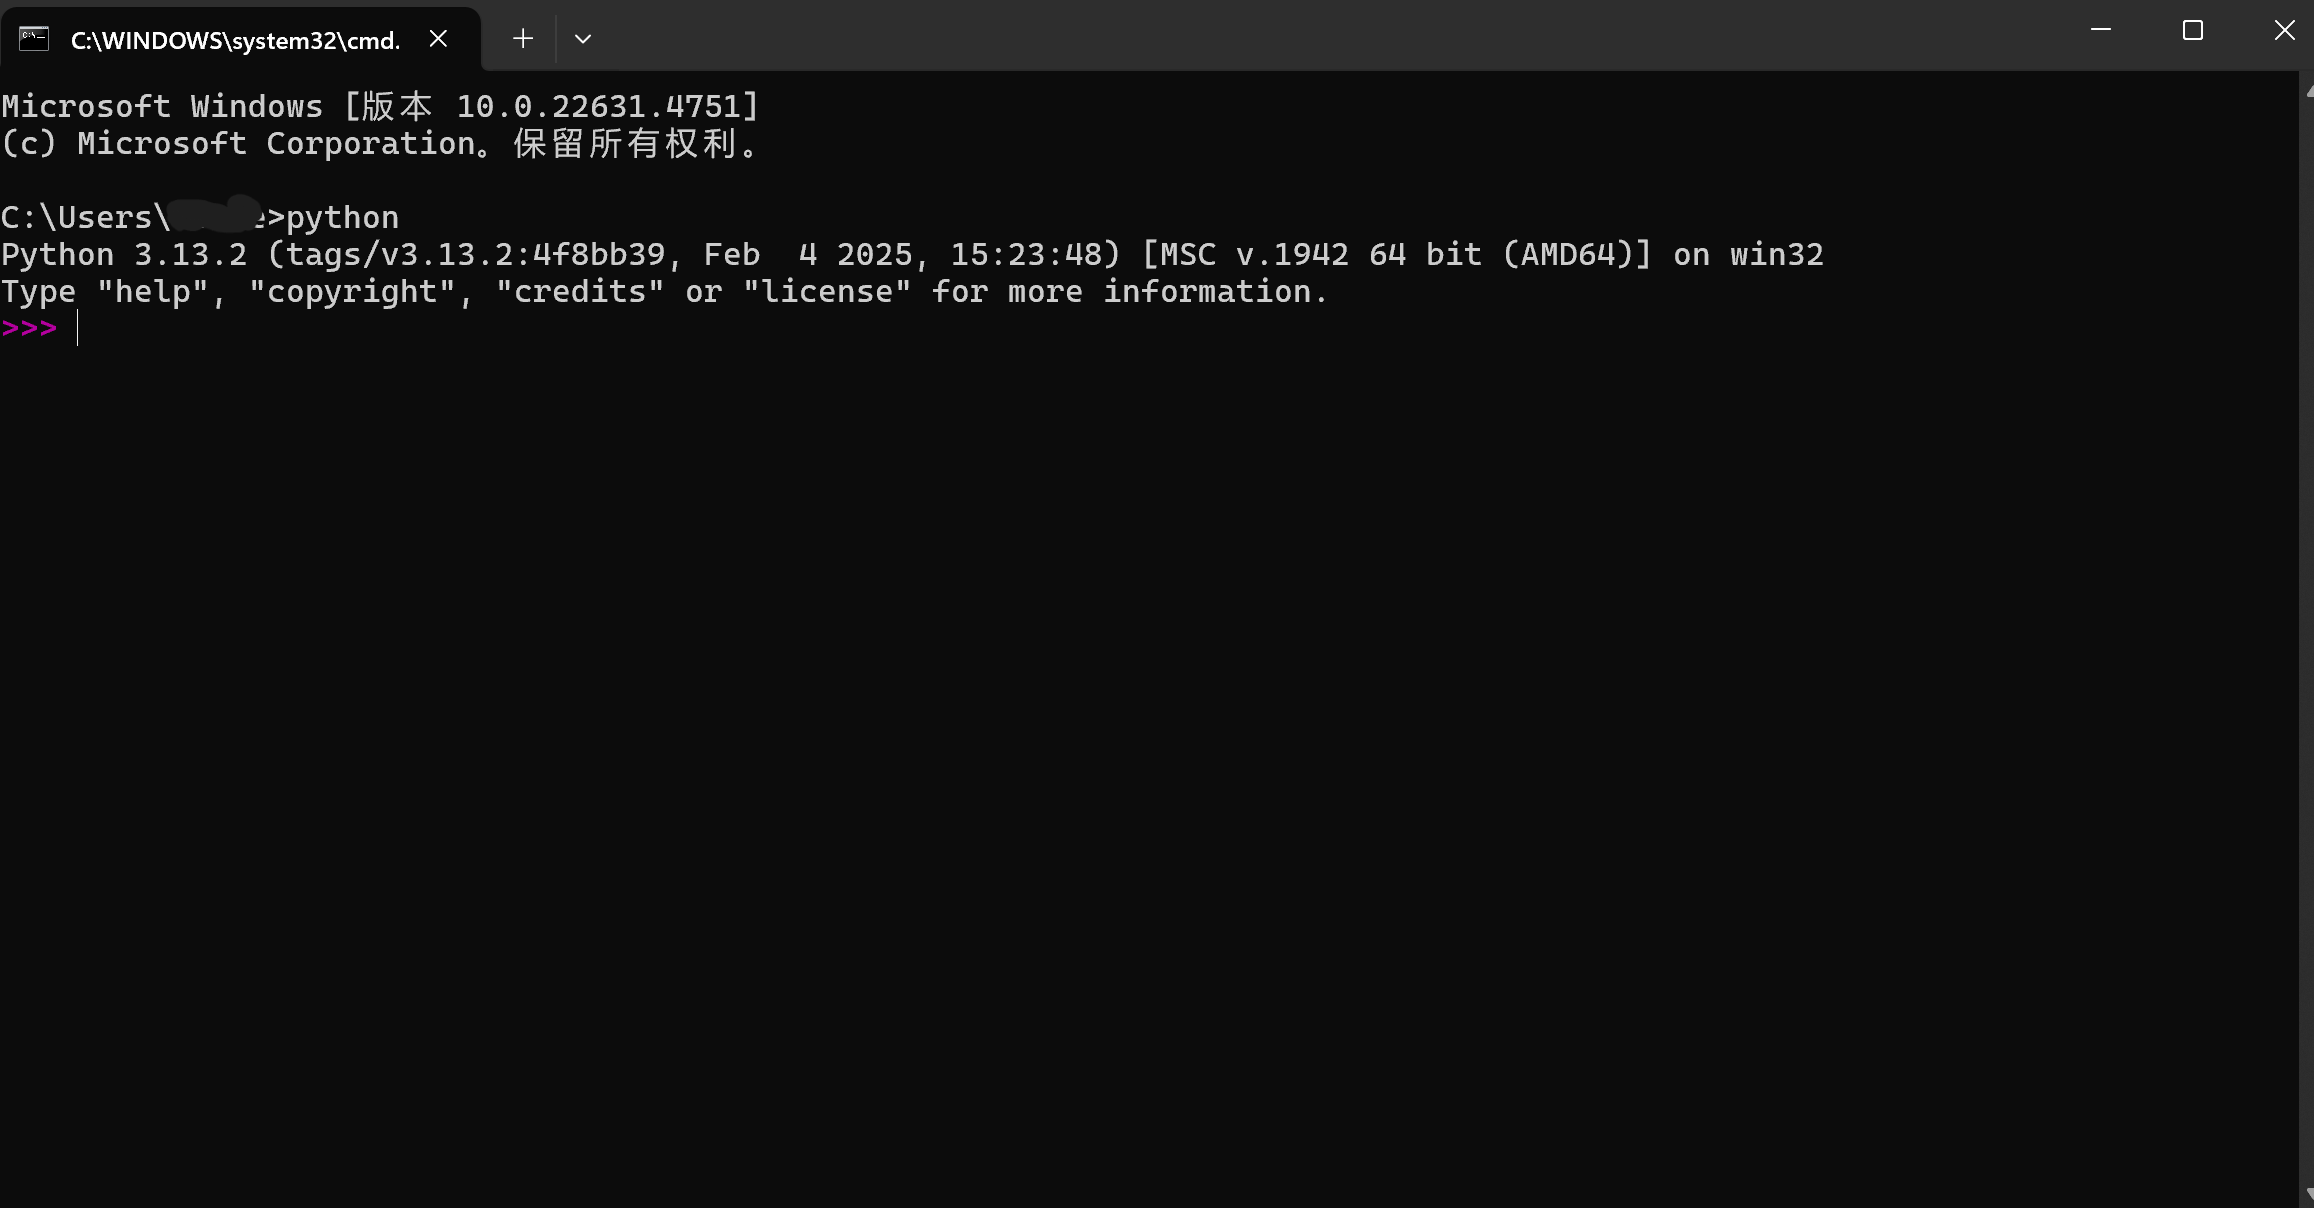 C:\WINDOWS\system32\cmd.
Microsoft Windows [版本 10.0.22631.4751]
(c) Microsoft Corporation。保留所有权利。
C:\Users\ e>python
Python 3.13.2 (tags/v3.13.2:4f8bb39, Feb  4 2025, 15:23:48) [MSC v.1942 64 bit (AMD64)] on win32
Type "help", "copyright", "credits" or "license" for more information.
>>>